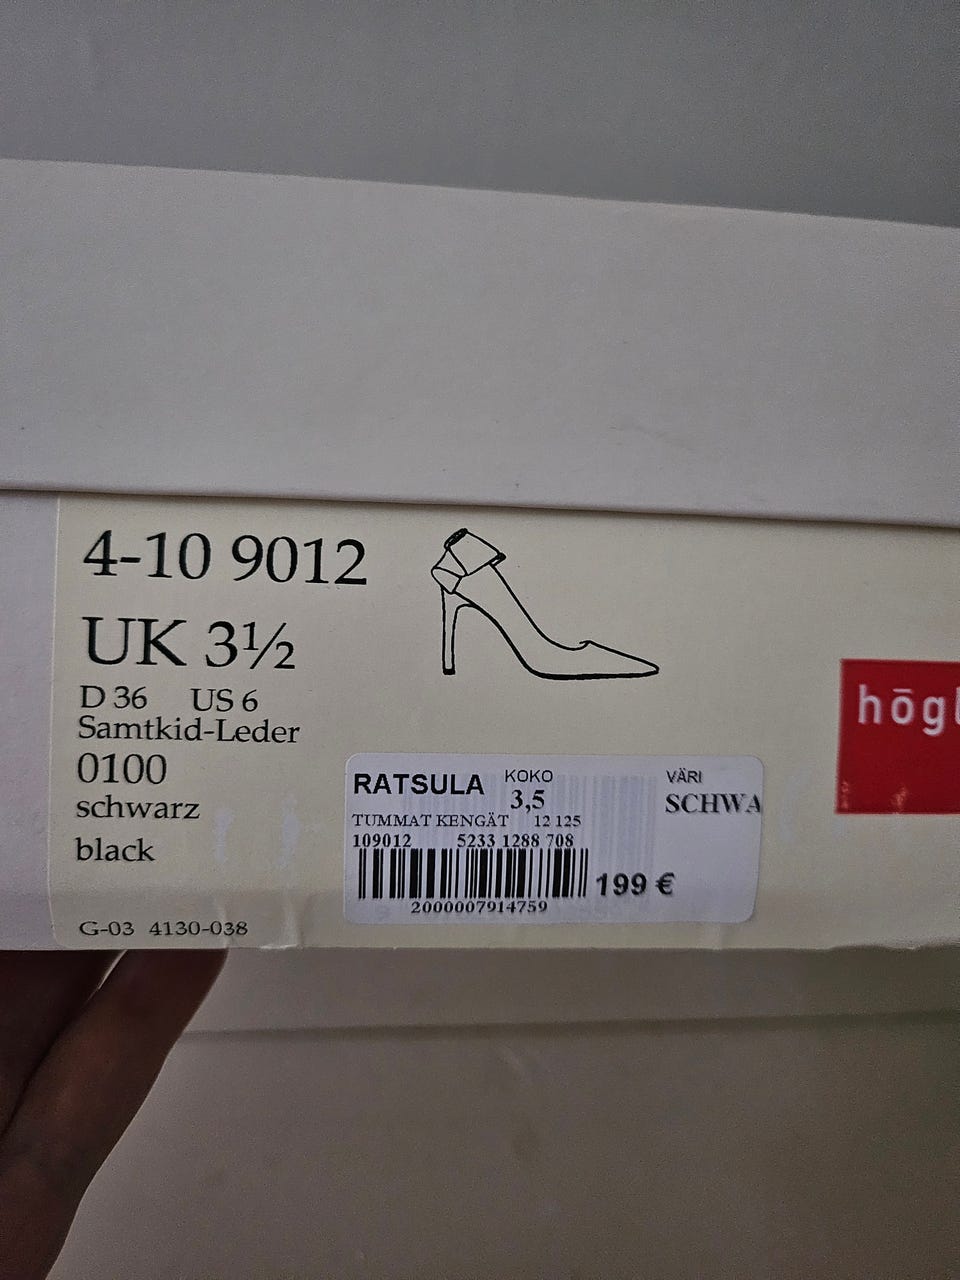 4-10 9012
UK 3½
D 36 US 6
Samtkid-Leder
0100
schwarz
black
G-03 4130-038
högl
RATSULA
KOKO
3,5
VÄRI
SCHWA
TUMMAT KENGÄT 12 125
109012 5233 1288 708
199 €
2000007914759